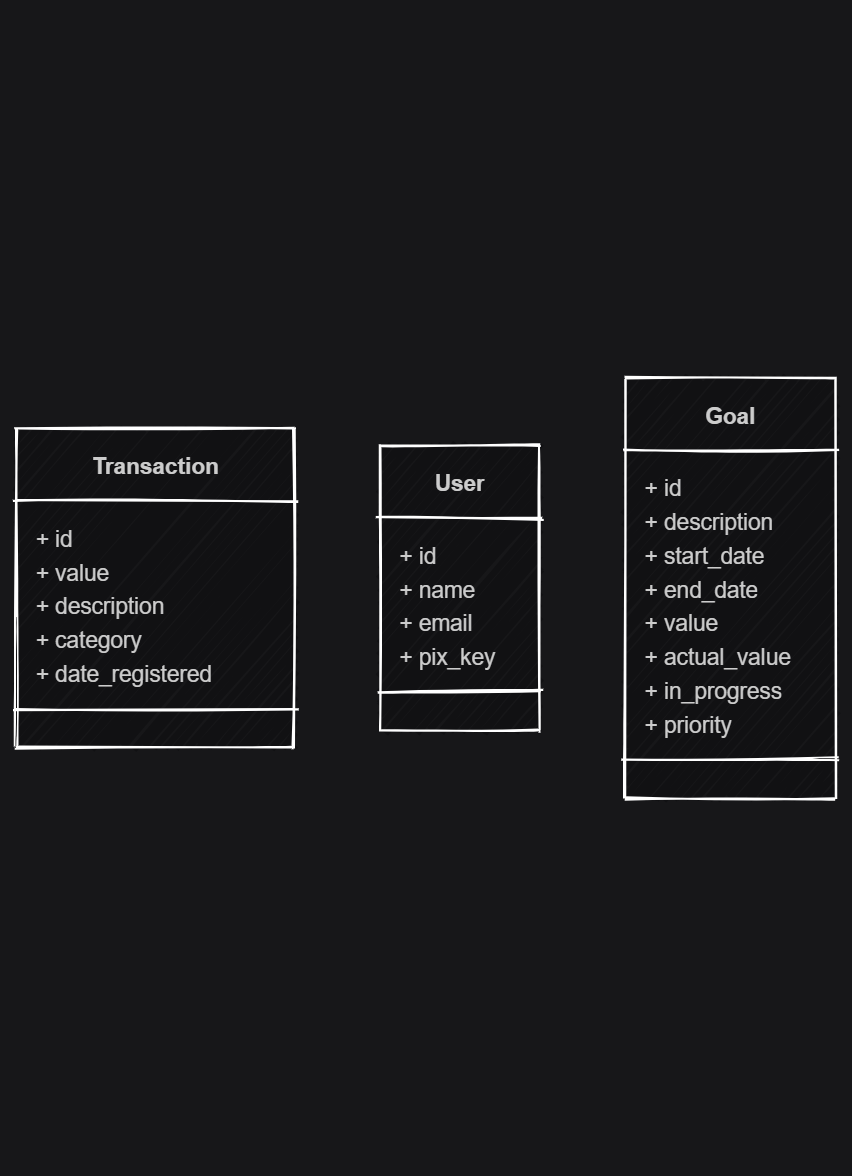 Transaction
+ id
+ value
+ description
+ category
+ date_registered
User
+ id
+ name
+ email
+ pix_key
Goal
+ id
+ description
+ start_date
+ end_date
+ value
+ actual_value
+ in_progress
+ priority